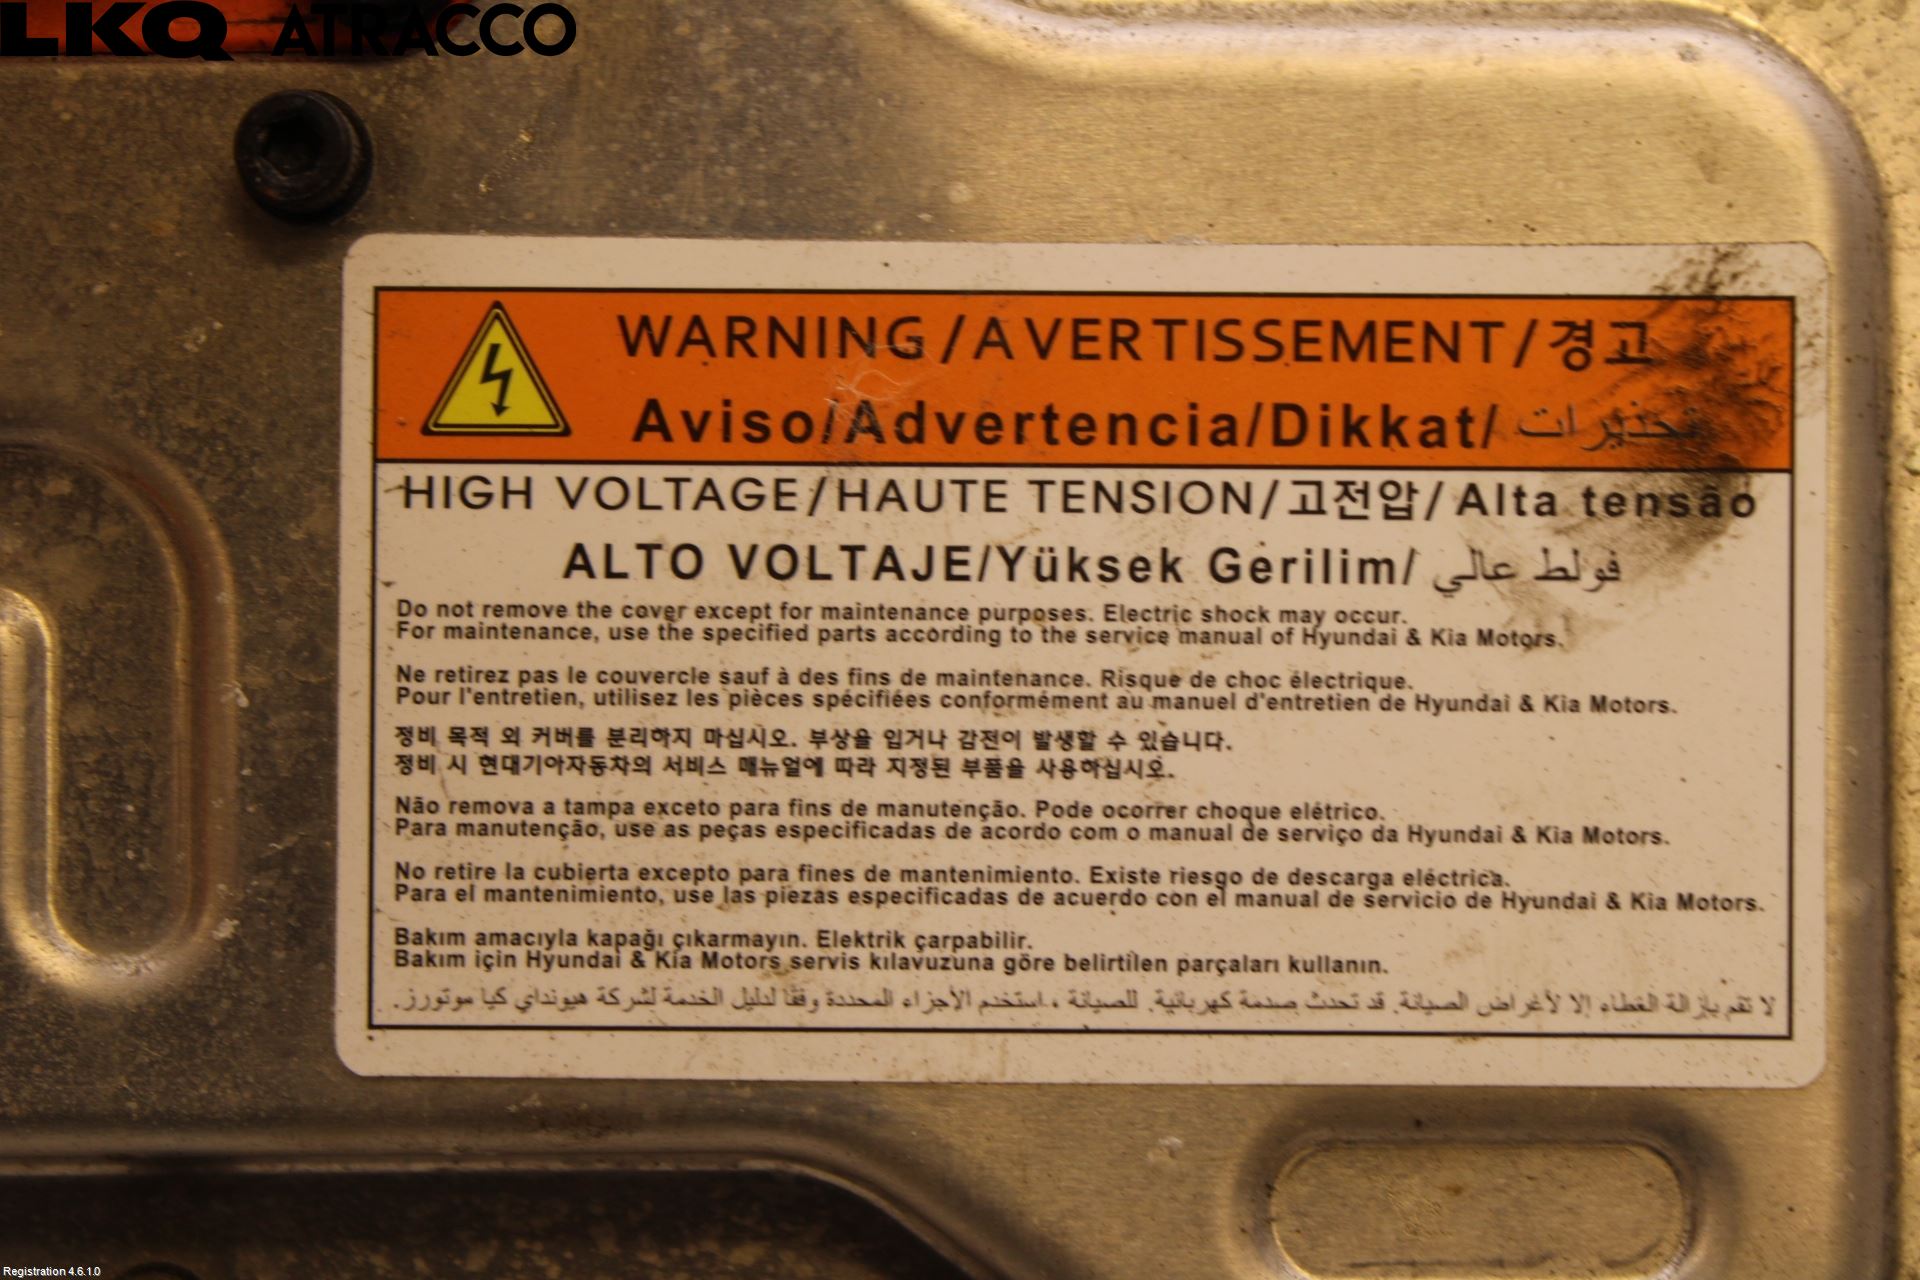 LKQ ATRACCO
WARNING/AVERTISSEMENT/경고
Aviso/Advertencia/Dikkat/ تحذيرات
HIGH VOLTAGE/HAUTE TENSION/고전압/Alta tensão
ALTO VOLTAJE/Yüksek Gerilim/ فولط عالي
Do not remove the cover except for maintenance purposes. Electric shock may occur.
For maintenance, use the specified parts according to the service manual of Hyundai & Kia Motors.
Ne retirez pas le couvercle sauf à des fins de maintenance. Risque de choc électrique.
Pour l'entretien, utilisez les pièces spécifiées conformément au manuel d'entretien de Hyundai & Kia Motors.
정비 목적 외 커버를 분리하지 마십시오. 부상을 입거나 감전이 발생할 수 있습니다.
정비 시 현대기아자동차의 서비스 매뉴얼에 따라 지정된 부품을 사용하십시오.
Não remova a tampa exceto para fins de manutenção. Pode ocorrer choque elétrico.
Para manutenção, use as peças especificadas de acordo com o manual de serviço da Hyundai & Kia Motors.
No retire la cubierta excepto para fines de mantenimiento. Existe riesgo de descarga eléctrica.
Para el mantenimiento, use las piezas especificadas de acuerdo con el manual de servicio de Hyundai & Kia Motors.
Bakım amacıyla kapağı çıkarmayın. Elektrik çarpabilir.
Bakım için Hyundai & Kia Motors servis kılavuzuna göre belirtilen parçaları kullanın.
لا تقم بإزالة الغطاء إلا لأغراض الصيانة. قد تحدث صدمة كهربائية. للصيانة ، استخدم الأجزاء المحددة وفقًا لدليل الخدمة لشركة هيونداي كيا موتورز.
Registration 4.6.1.0